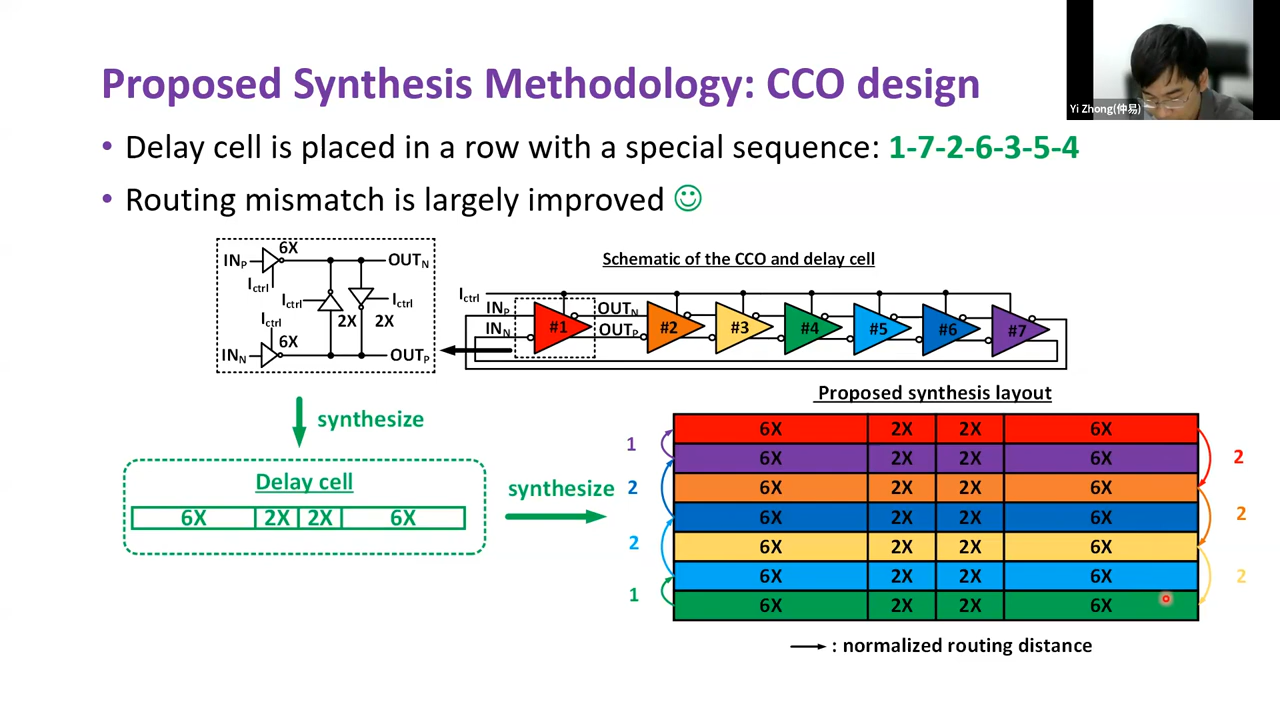 Proposed Synthesis Methodology: CCO design
Yi Zhong(仲易)
• Delay cell is placed in a row with a special sequence: 1-7-2-6-3-5-4
• Routing mismatch is largely improved ☺
INP 6X OUTN
Ictrl
Ictrl Ictrl
Ictrl 2X 2X
6X
INN OUTP
Schematic of the CCO and delay cell
Ictrl
INP OUTN
INN OUTP
#1 #2 #3 #4 #5 #6 #7
synthesize
Delay cell
6X 2X 2X 6X
synthesize
Proposed synthesis layout
6X 2X 2X 6X
6X 2X 2X 6X
6X 2X 2X 6X
6X 2X 2X 6X
6X 2X 2X 6X
6X 2X 2X 6X
6X 2X 2X 6X
1
2
2
1
2
2
2
: normalized routing distance